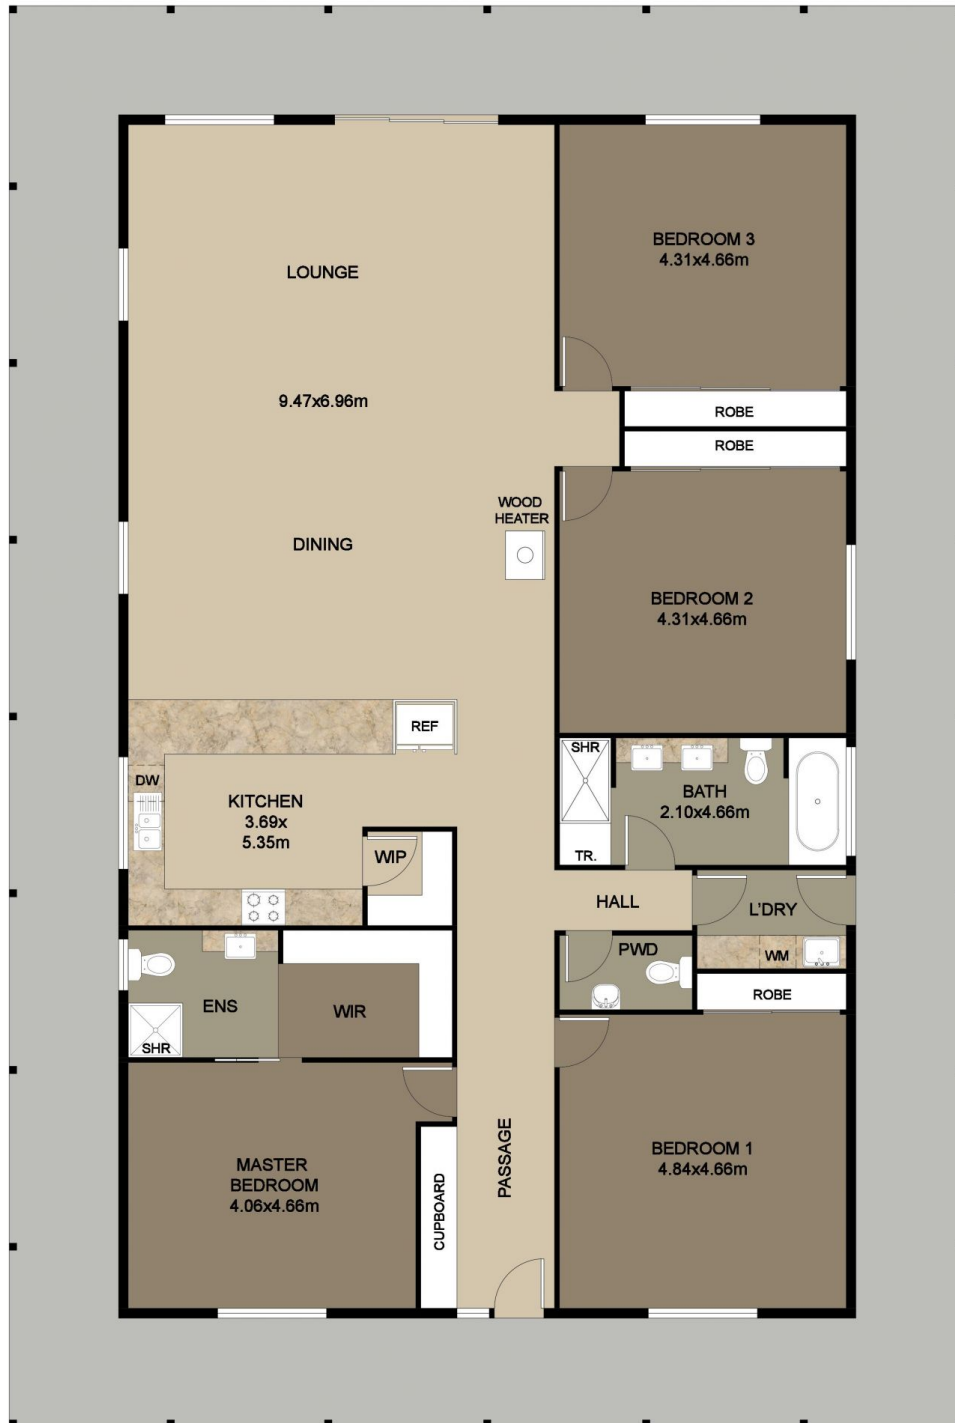 LOUNGE
BEDROOM 3
4.31x4.66m
9.47x6.96m
ROBE
ROBE
WOOD
HEATER
DINING
BEDROOM 2
4.31x4.66m
REF
SHR
DW
KITCHEN
3.69x
5.35m
BATH
2.10x4.66m
WIP
TR.
HALL
L'DRY
PWD
WM
ROBE
ENS
WIR
SHR
MASTER
BEDROOM
4.06x4.66m
CUPBOARD
PASSAGE
BEDROOM 1
4.84x4.66m